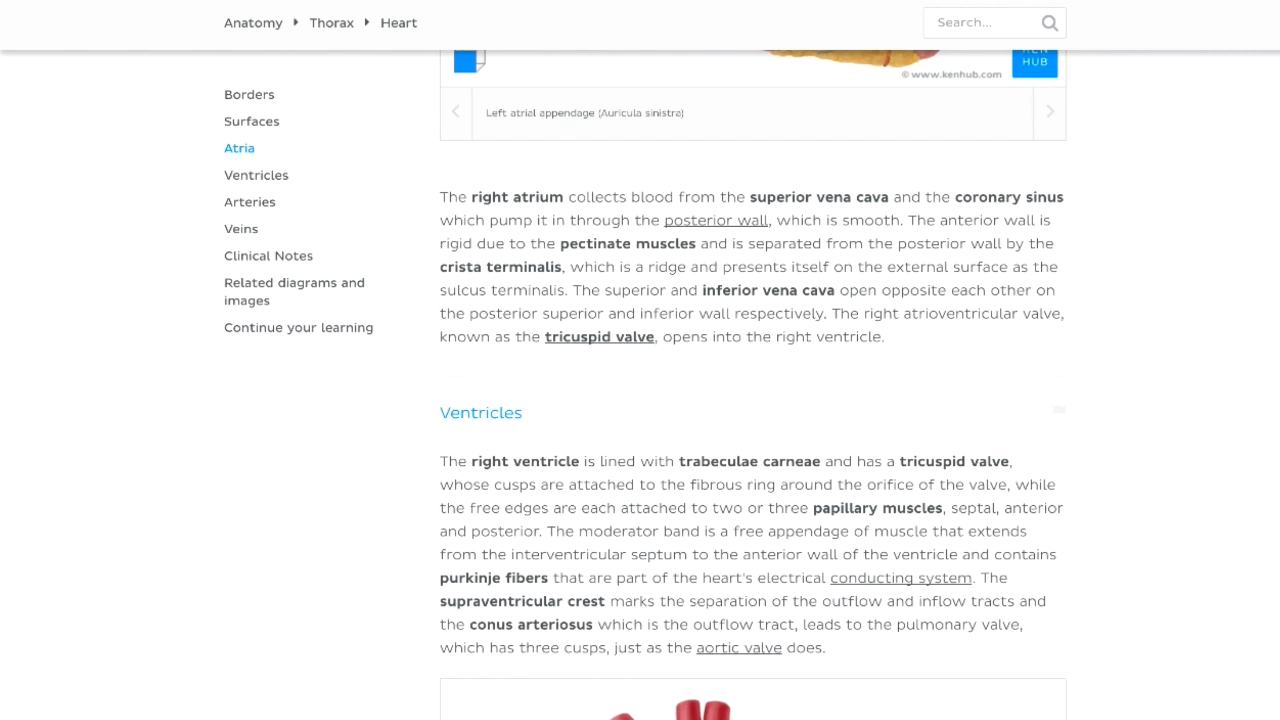 Anatomy Thorax Heart
Search...
KEN
HUB
© www.kenhub.com
Left atrial appendage (Auricula sinistra)
Borders
Surfaces
Atria
Ventricles
Arteries
Veins
Clinical Notes
Related diagrams and
images
Continue your learning
The right atrium collects blood from the superior vena cava and the coronary sinus
which pump it in through the posterior wall, which is smooth. The anterior wall is
rigid due to the pectinate muscles and is separated from the posterior wall by the
crista terminalis, which is a ridge and presents itself on the external surface as the
sulcus terminalis. The superior and inferior vena cava open opposite each other on
the posterior superior and inferior wall respectively. The right atrioventricular valve,
known as the tricuspid valve, opens into the right ventricle.
Ventricles
The right ventricle is lined with trabeculae carneae and has a tricuspid valve,
whose cusps are attached to the fibrous ring around the orifice of the valve, while
the free edges are each attached to two or three papillary muscles, septal, anterior
and posterior. The moderator band is a free appendage of muscle that extends
from the interventricular septum to the anterior wall of the ventricle and contains
purkinje fibers that are part of the heart's electrical conducting system. The
supraventricular crest marks the separation of the outflow and inflow tracts and
the conus arteriosus which is the outflow tract, leads to the pulmonary valve,
which has three cusps, just as the aortic valve does.